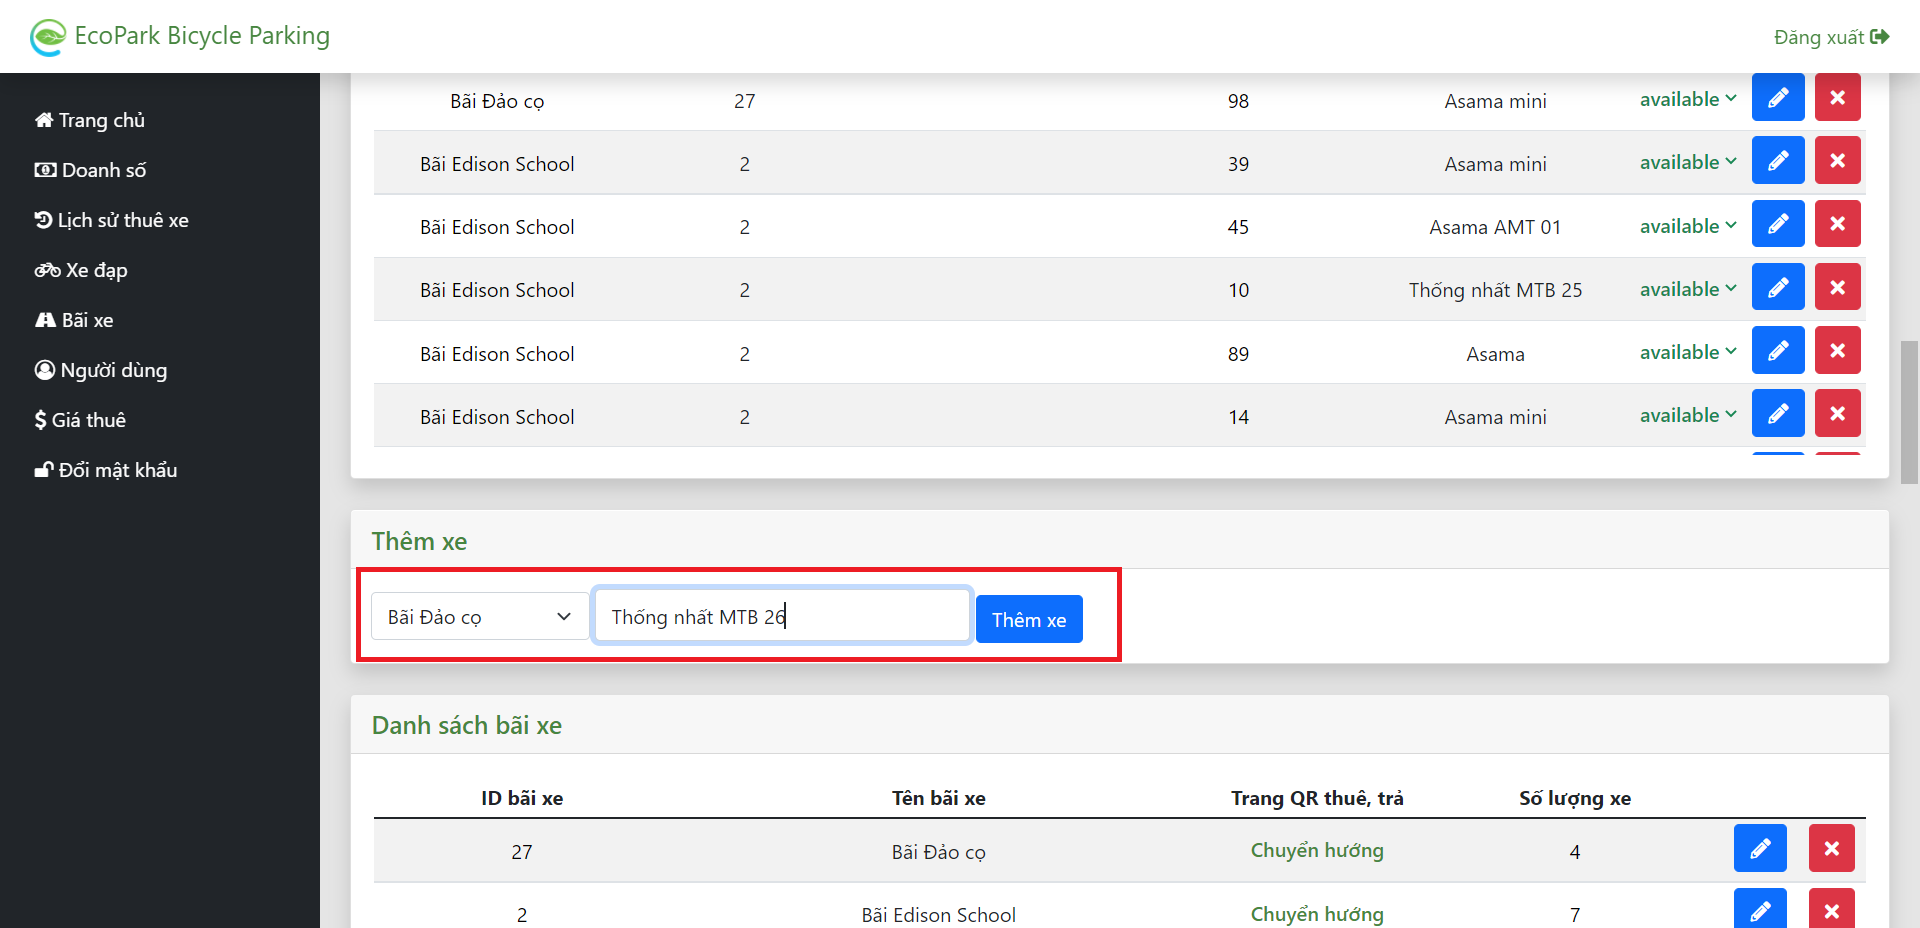 EcoPark Bicycle Parking
Đăng xuất
Trang chủ
Doanh số
Lịch sử thuê xe
Xe đạp
Bãi xe
Người dùng
Giá thuê
Đổi mật khẩu
Bãi Đảo cọ 27 98 Asama mini available
Bãi Edison School 2 39 Asama mini available
Bãi Edison School 2 45 Asama AMT 01 available
Bãi Edison School 2 10 Thống nhất MTB 25 available
Bãi Edison School 2 89 Asama available
Bãi Edison School 2 14 Asama mini available
Thêm xe
Bãi Đảo cọ Thống nhất MTB 26 Thêm xe
Danh sách bãi xe
ID bãi xe Tên bãi xe Trang QR thuê, trả Số lượng xe
27 Bãi Đảo cọ Chuyển hướng 4
2 Bãi Edison School Chuyển hướng 7